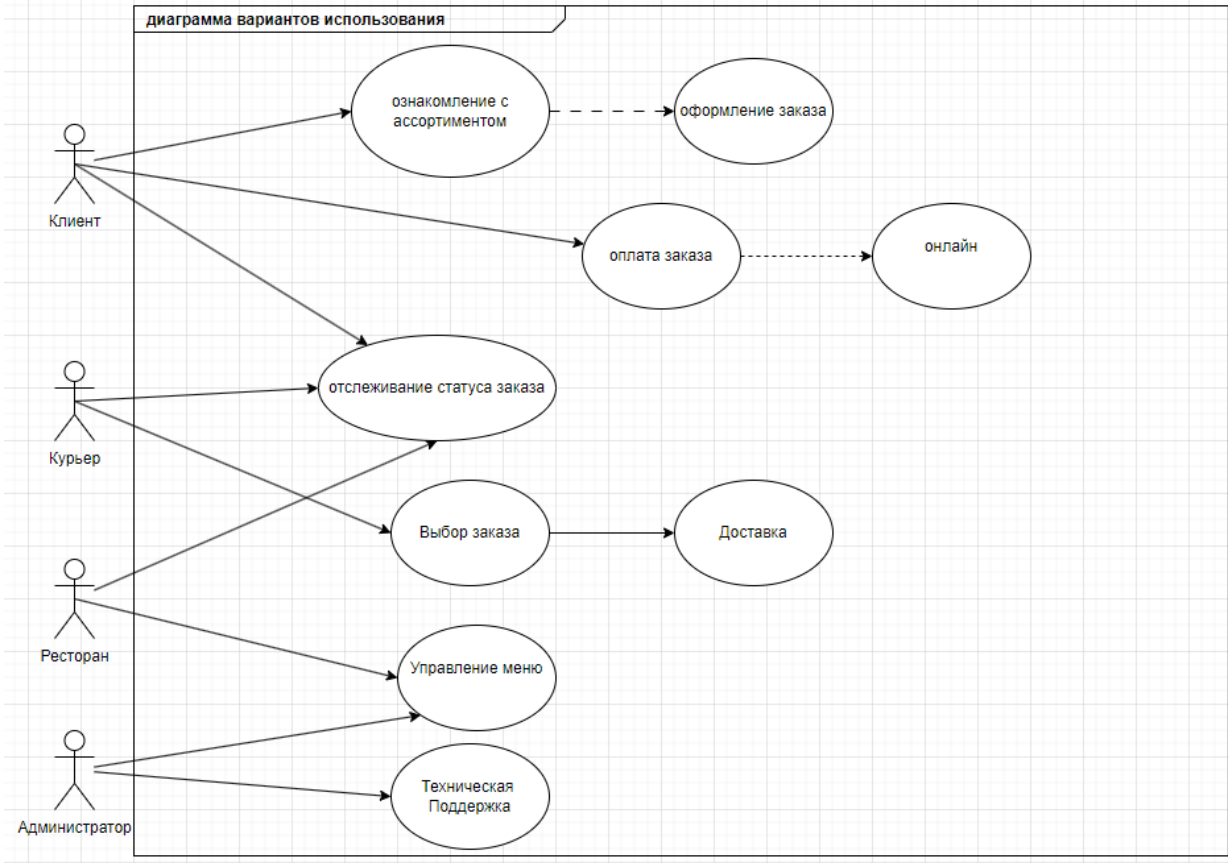 диаграмма вариантов использования
ознакомление с
ассортиментом
оформление заказа
Клиент
оплата заказа
онлайн
отслеживание статуса заказа
Курьер
Выбор заказа
Доставка
Ресторан
Управление меню
Техническая
Поддержка
Администратор